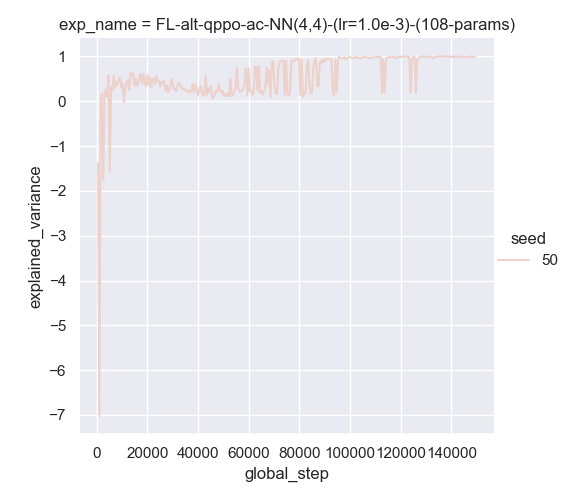 exp_name = FL-alt-qppo-ac-NN(4,4)-(lr=1.0e-3)-(108-params)
1
0
−1
−2
−3
−4
−5
−6
−7
explained_variance
0 20000 40000 60000 80000 100000 120000 140000
global_step
seed
50